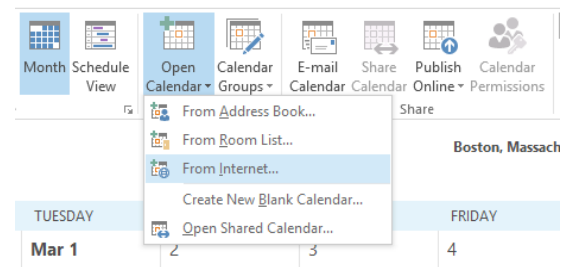 Month Schedule View Open Calendar Calendar Groups E-mail Calendar Share Calendar Publish Online Calendar Permissions
Share
From Address Book...
From Room List...
From Internet...
Create New Blank Calendar...
Open Shared Calendar...
Boston, Massach
TUESDAY FRIDAY
Mar 1 2 3 4